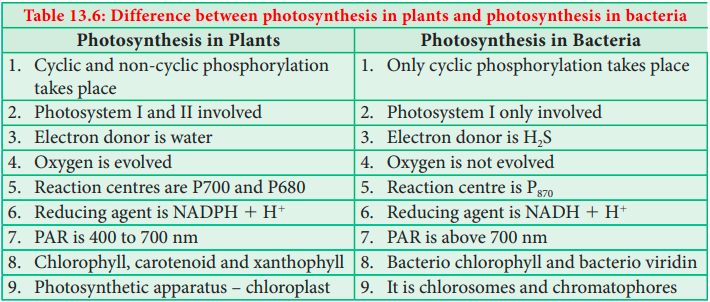 Table 13.6: Difference between photosynthesis in plants and photosynthesis in bacteria
Photosynthesis in Plants
Photosynthesis in Bacteria
1. Cyclic and non-cyclic phosphorylation
takes place
1. Only cyclic phosphorylation takes place
2. Photosystem I and II involved
2. Photosystem I only involved
3. Electron donor is water
3. Electron donor is H₂S
4. Oxygen is evolved
4. Oxygen is not evolved
5. Reaction centres are P700 and P680
5. Reaction centre is P₈₇₀
6. Reducing agent is NADPH + H⁺
6. Reducing agent is NADH + H⁺
7. PAR is 400 to 700 nm
7. PAR is above 700 nm
8. Chlorophyll, carotenoid and xanthophyll
8. Bacterio chlorophyll and bacterio viridin
9. Photosynthetic apparatus – chloroplast
9. It is chlorosomes and chromatophores